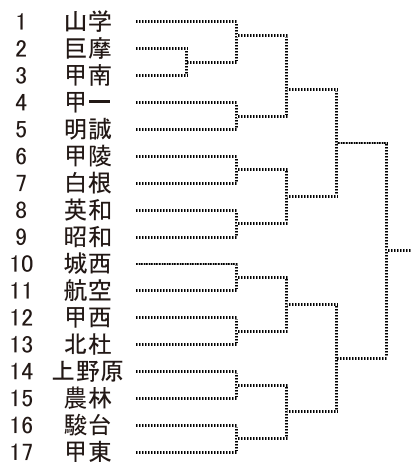 1 山学
2 巨摩
3 甲南
4 甲一
5 明誠
6 甲陵
7 白根
8 英和
9 昭和
10 城西
11 航空
12 甲西
13 北杜
14 上野原
15 農林
16 駿台
17 甲東